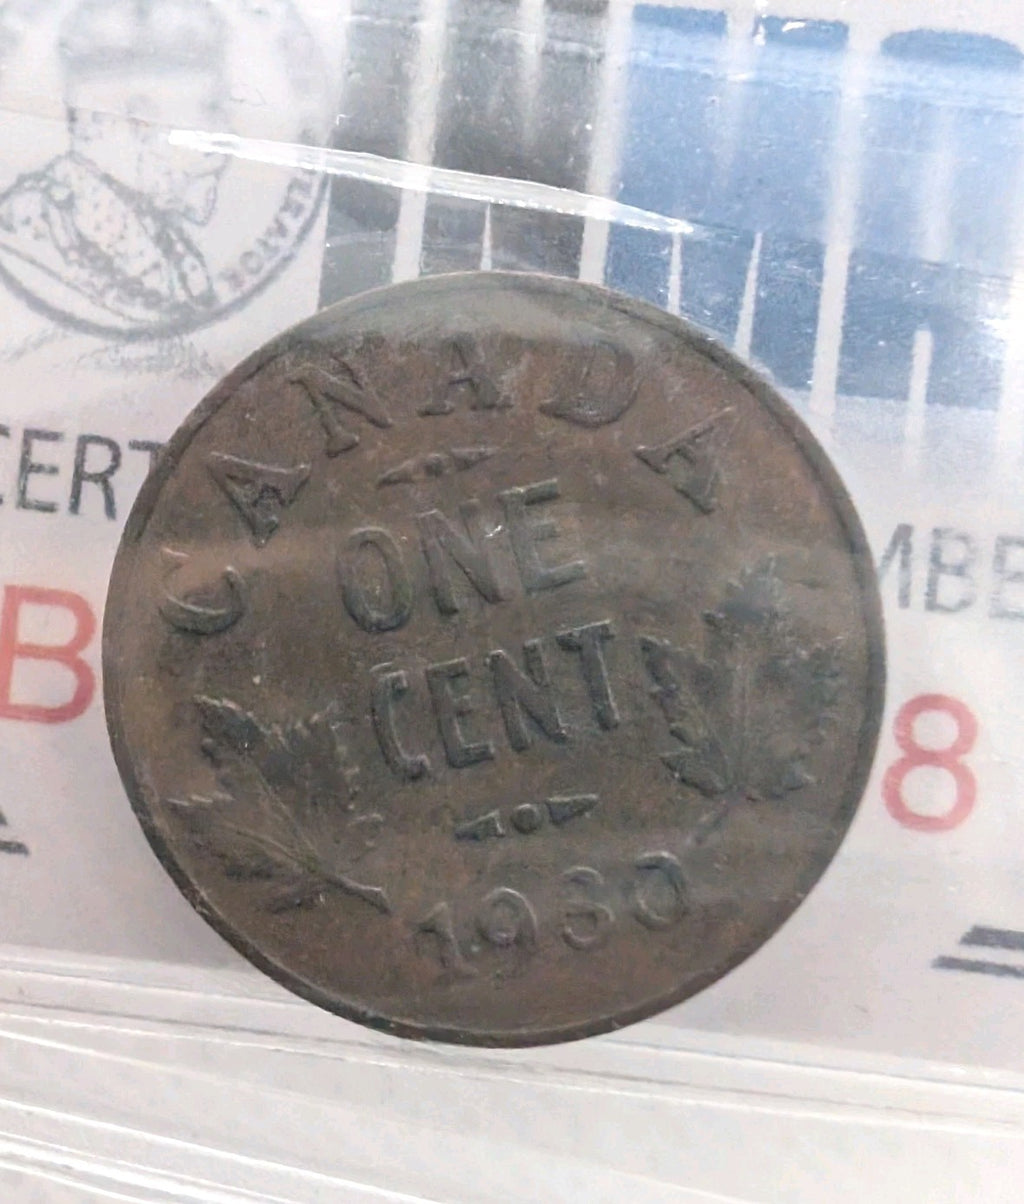 CERT
MBE
B
8
CANADA
ONE
CENT
1930